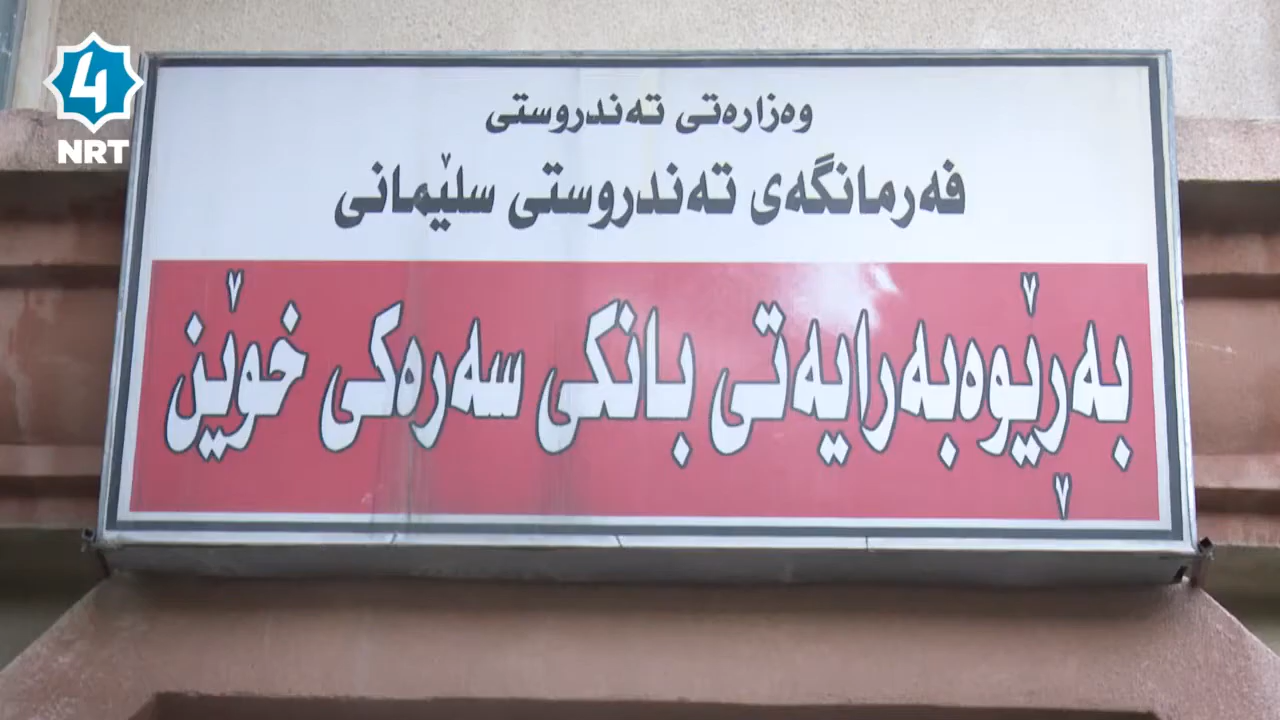 4
NRT
وەزارەتی تەندروستی
فەرمانگەی تەندروستی سلێمانی
بەڕێوەبەرایەتی بانکی سەرەکی خوێن